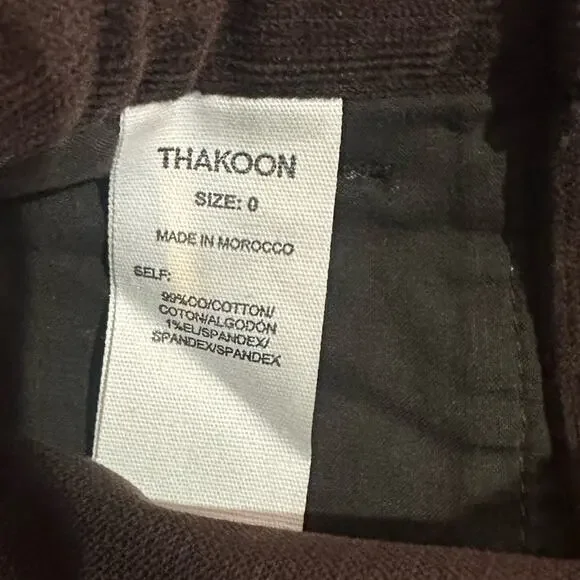 THAKOON
SIZE: 0
MADE IN MOROCCO
SELF:
99%CO/COTTON/
COTON/ALGODÓN
1%EL/SPANDEX/
SPANDEX/SPANDEX